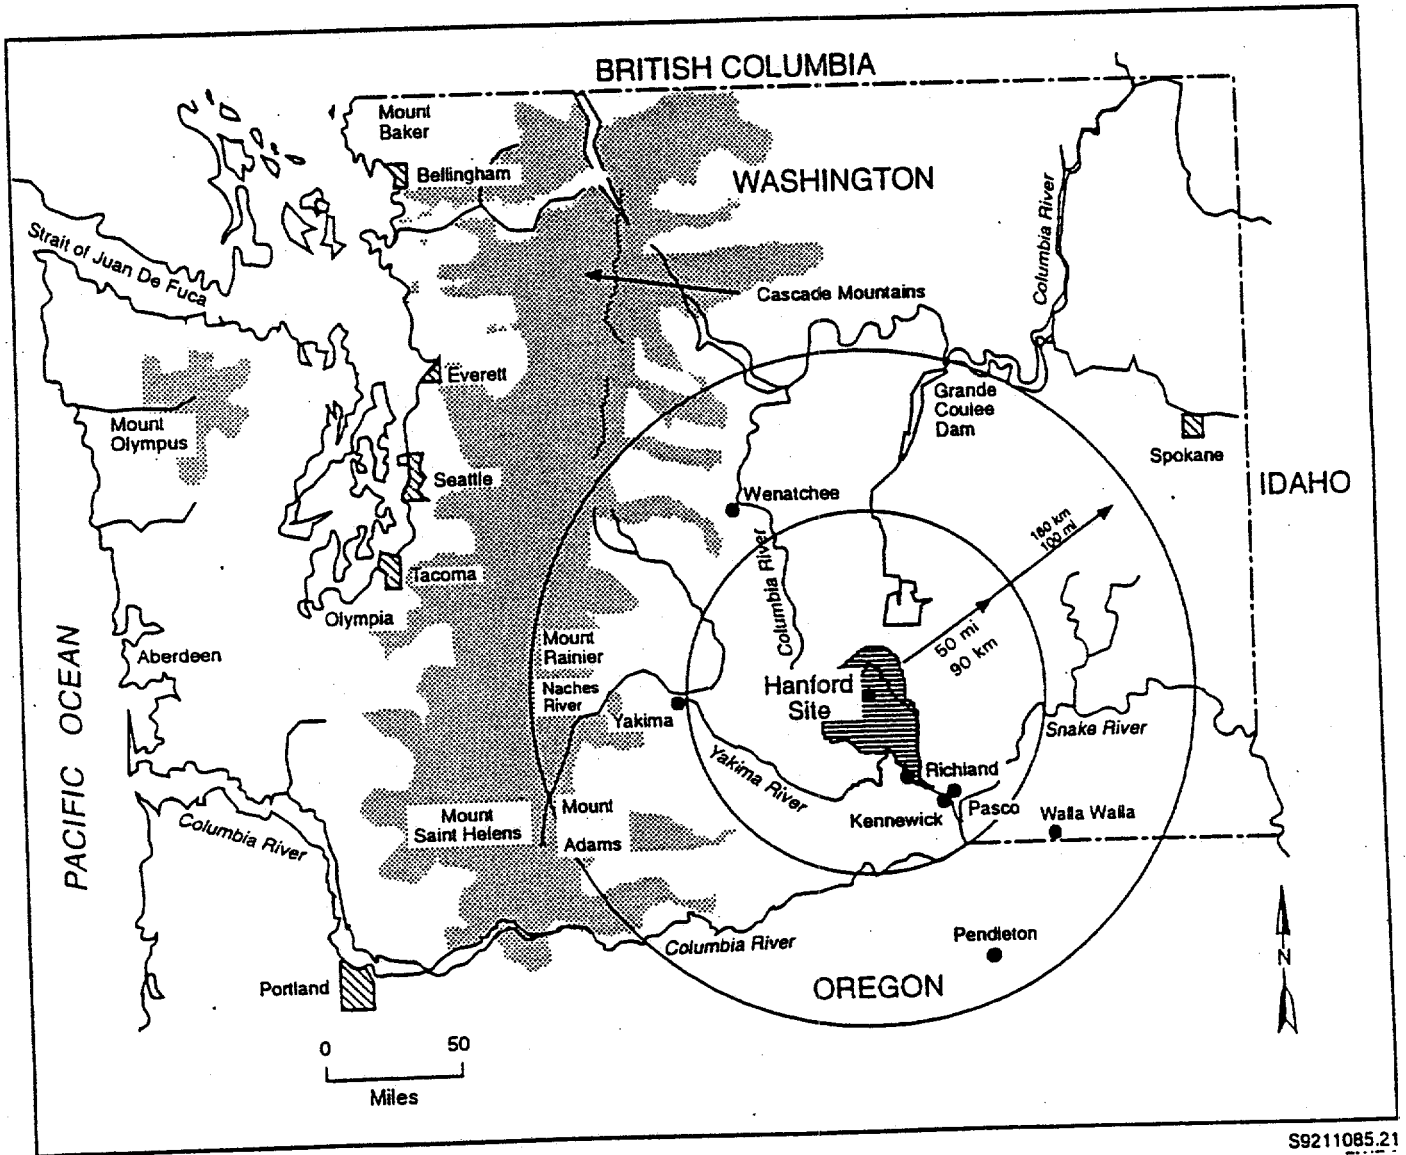 BRITISH COLUMBIA
Mount
Baker
Bellingham
WASHINGTON
Columbia River
Strait of Juan De Fuca
Cascade Mountains
Everett
Grande
Coulee
Dam
Mount
Olympus
Spokane
IDAHO
Seattle
Wenatchee
160 km
100 mi
Columbia River
Tacoma
Olympia
50 mi
90 km
Mount
Rainier
Aberdeen
PACIFIC OCEAN
Naches
River
Hanford
Site
Yakima
Snake River
Yakima River
Richland
Mount
Adams
Pasco
Kennewick
Walla Walla
Mount
Saint Helens
Columbia River
Columbia River
Pendleton
N
Portland
OREGON
0 50
Miles
S9211085.21